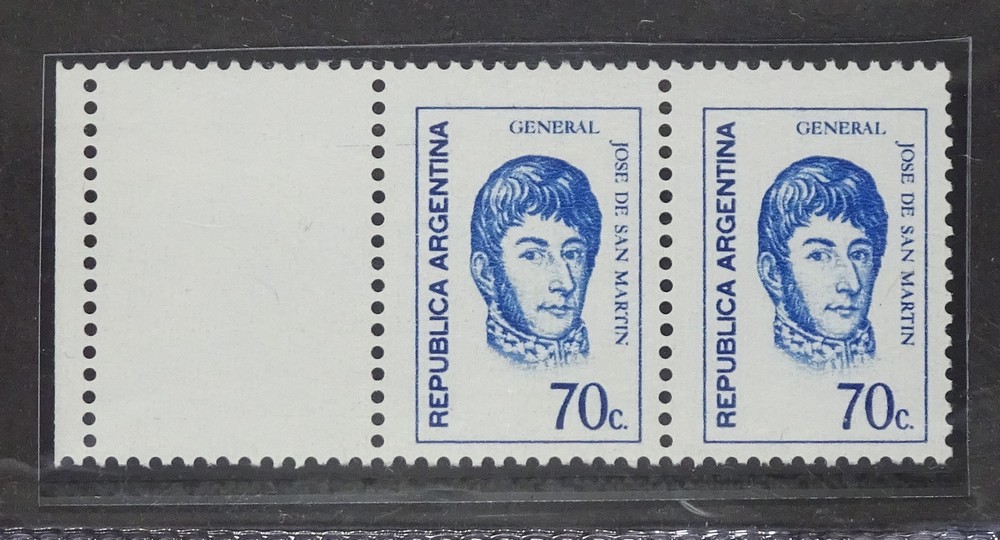 REPUBLICA ARGENTINA
GENERAL
JOSE DE SAN MARTIN
70c.
REPUBLICA ARGENTINA
GENERAL
JOSE DE SAN MARTIN
70c.